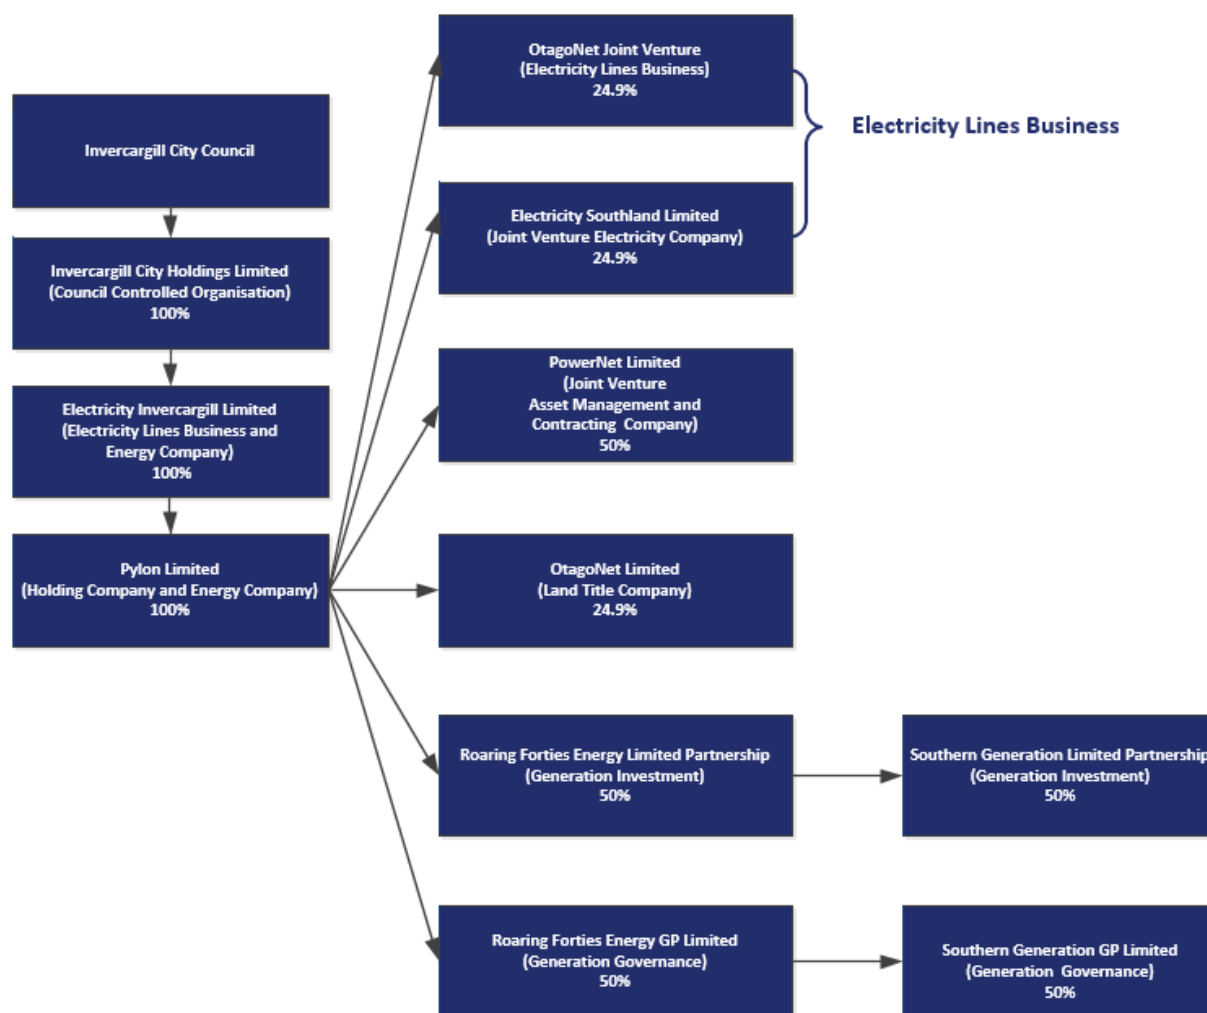 Invercargill City Council
Invercargill City Holdings Limited
(Council Controlled Organisation)
100%
Electricity Invercargill Limited
(Electricity Lines Business and
Energy Company)
100%
Pylon Limited
(Holding Company and Energy Company)
100%
OtagoNet Joint Venture
(Electricity Lines Business)
24.9%
Electricity Southland Limited
(Joint Venture Electricity Company)
24.9%
Electricity Lines Business
PowerNet Limited
(Joint Venture
Asset Management and
Contracting Company)
50%
OtagoNet Limited
(Land Title Company)
24.9%
Roaring Forties Energy Limited Partnership
(Generation Investment)
50%
Southern Generation Limited Partnership
(Generation Investment)
50%
Roaring Forties Energy GP Limited
(Generation Governance)
50%
Southern Generation GP Limited
(Generation Governance)
50%